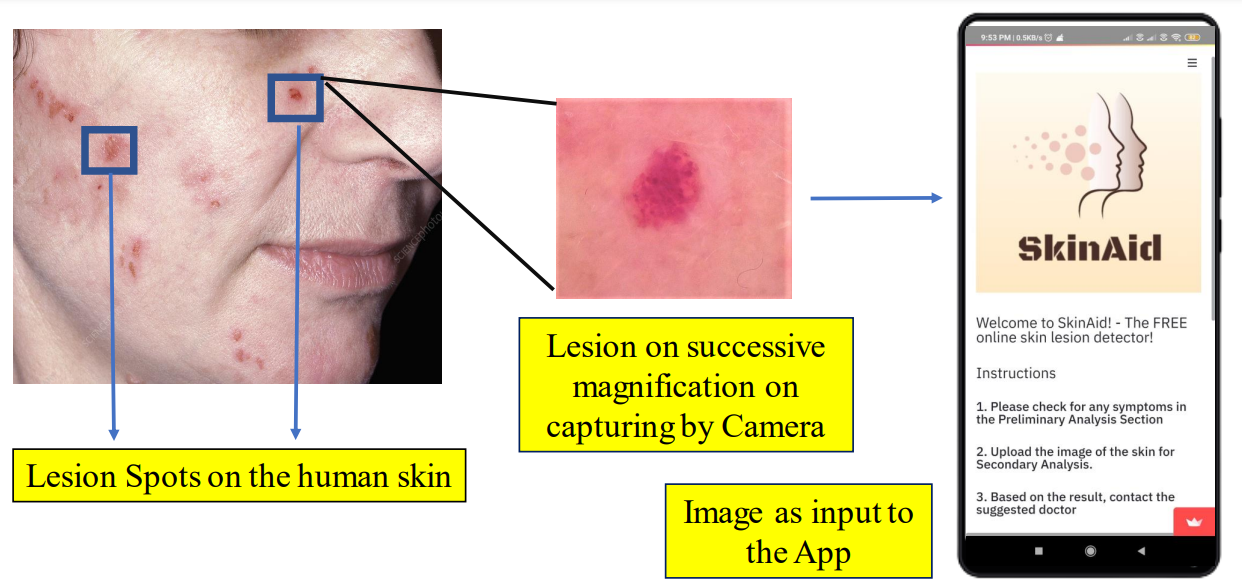 Lesion Spots on the human skin
Lesion on successive
magnification on
capturing by Camera
Image as input to
the App
9:53 PM | 0.5KB/s
SkinAid
Welcome to SkinAid! - The FREE
online skin lesion detector!
Instructions
1. Please check for any symptoms in
the Preliminary Analysis Section
2. Upload the image of the skin for
Secondary Analysis.
3. Based on the result, contact the
suggested doctor